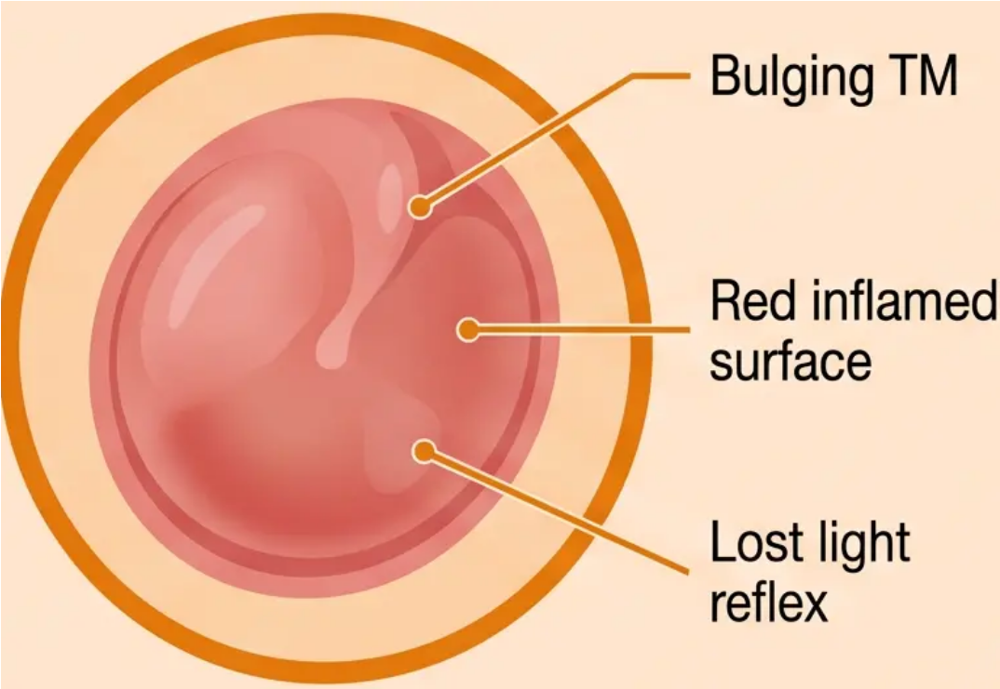 Bulging TM
Red inflamed
surface
Lost light
reflex